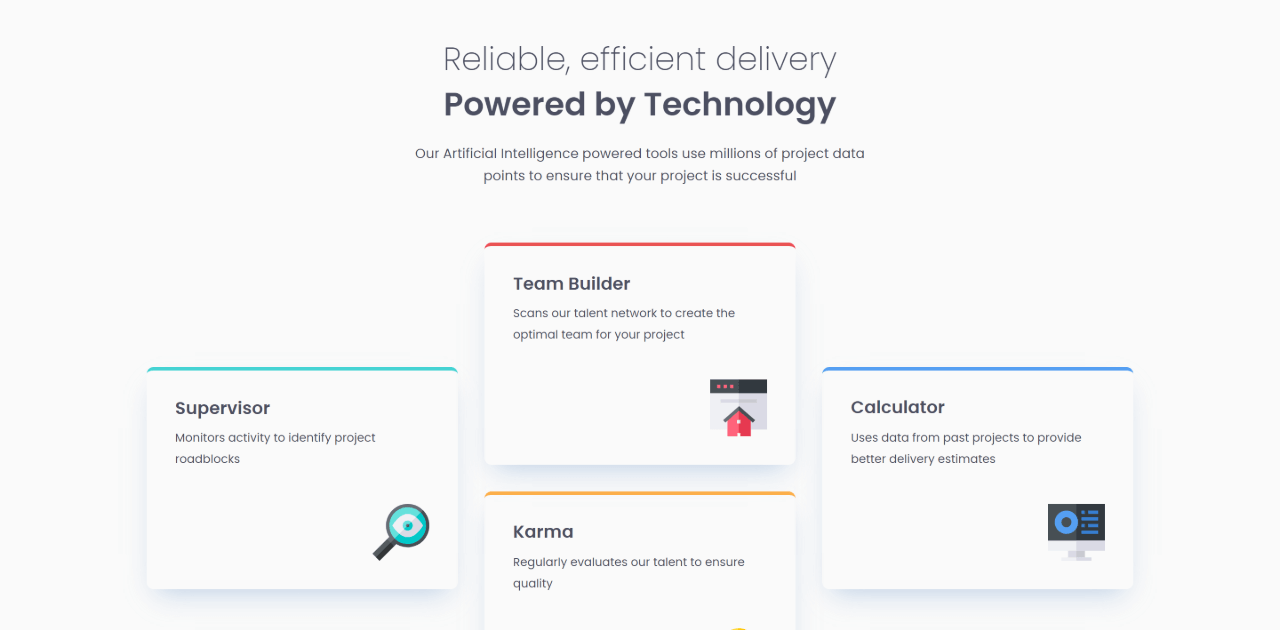 Reliable, efficient delivery
Powered by Technology
Our Artificial Intelligence powered tools use millions of project data
points to ensure that your project is successful
Team Builder
Scans our talent network to create the
optimal team for your project
Supervisor
Monitors activity to identify project
roadblocks
Calculator
Uses data from past projects to provide
better delivery estimates
Karma
Regularly evaluates our talent to ensure
quality